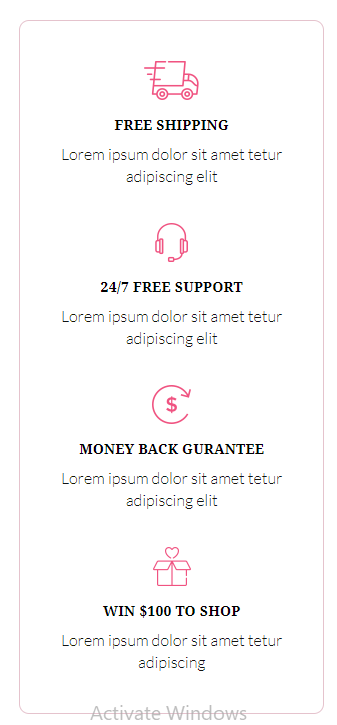 FREE SHIPPING
Lorem ipsum dolor sit amet tetur
adipiscing elit
24/7 FREE SUPPORT
Lorem ipsum dolor sit amet tetur
adipiscing elit
$
MONEY BACK GURANTEE
Lorem ipsum dolor sit amet tetur
adipiscing elit
WIN $100 TO SHOP
Lorem ipsum dolor sit amet tetur
adipiscing
Activate Windows